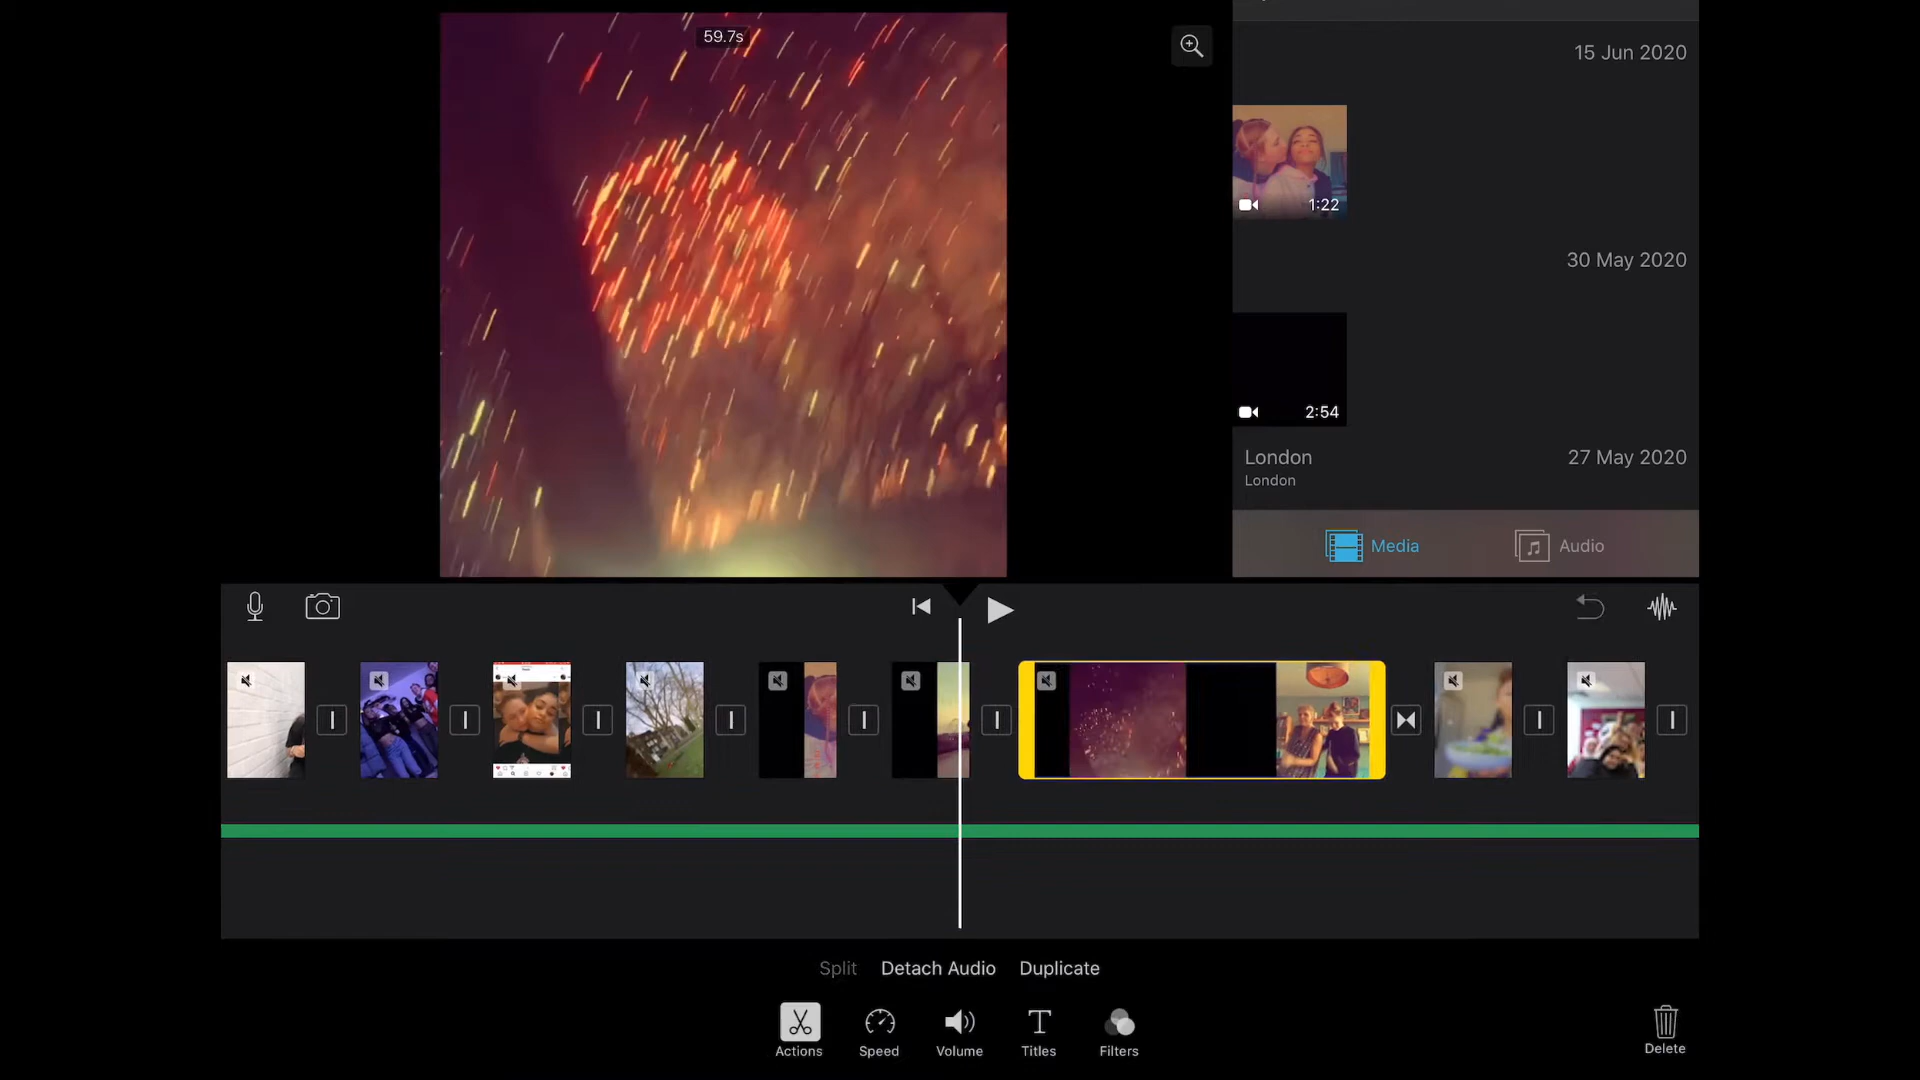 59.7s
15 Jun 2020
1:22
30 May 2020
2:54
London
27 May 2020
London
Media
Audio
Split
Detach Audio
Duplicate
Actions
Speed
Volume
Titles
Filters
Delete